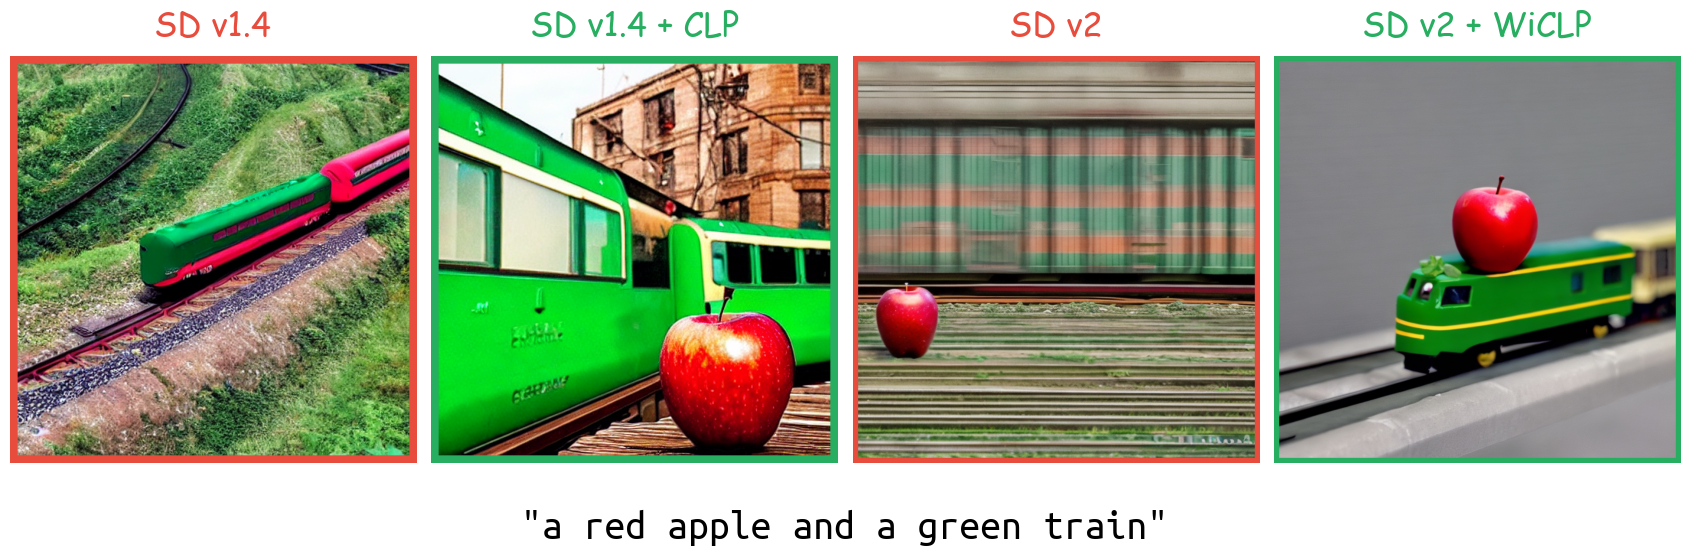 SD v1.4
SD v1.4 + CLP
SD v2
SD v2 + WiCLP
"a red apple and a green train"